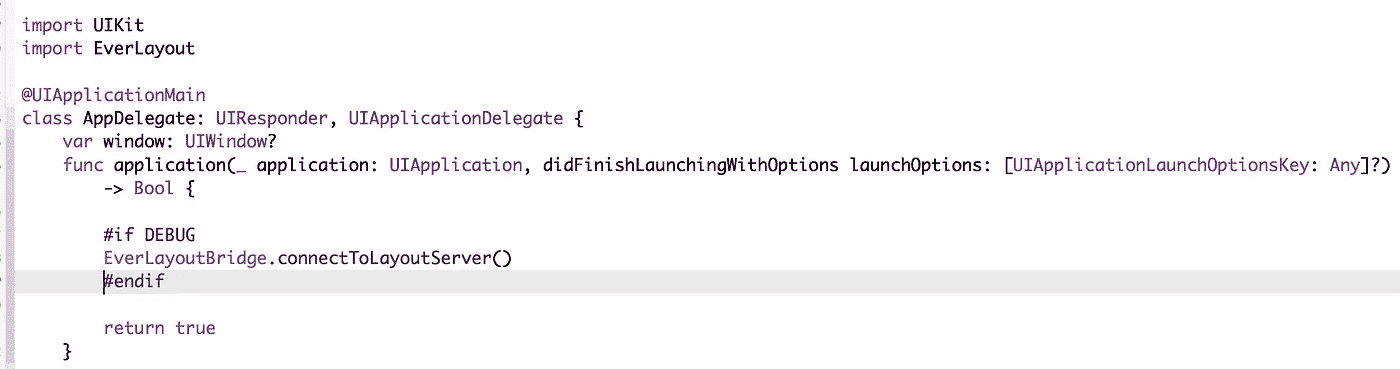 import UIKit
import EverLayout
@UIApplicationMain
class AppDelegate: UIResponder, UIApplicationDelegate {
var window: UIWindow?
func application(_ application: UIApplication, didFinishLaunchingWithOptions launchOptions: [UIApplicationLaunchOptionsKey: Any]?)
-> Bool {
#if DEBUG
EverLayoutBridge.connectToLayoutServer()
#endif
return true
}